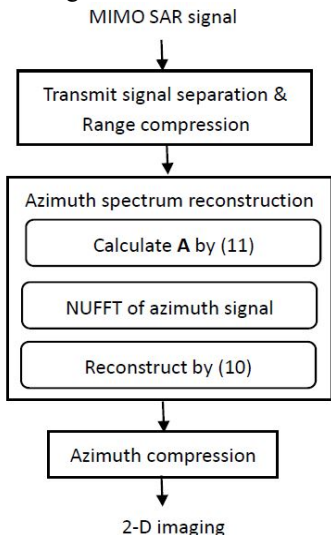 MIMO SAR signal
Transmit signal separation &
Range compression
Azimuth spectrum reconstruction
Calculate A by (11)
NUFFT of azimuth signal
Reconstruct by (10)
Azimuth compression
2-D imaging